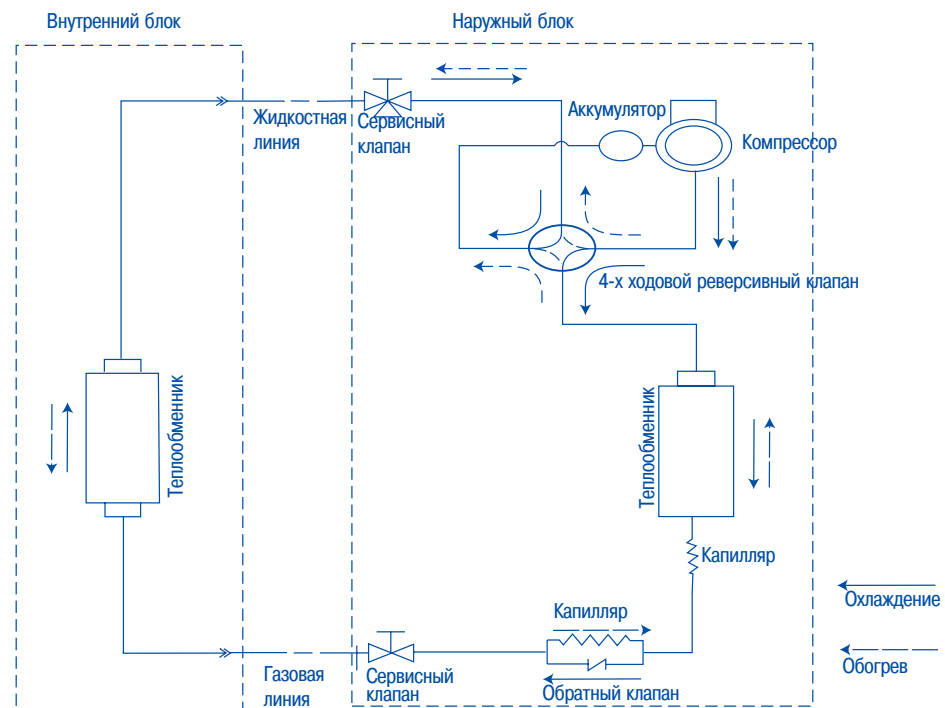 Внутренний блок
Наружный блок
Аккумулятор
Компрессор
Жидкостная
линия
Сервисный
клапан
4-х ходовой реверсивный клапан
Теплообменник
Теплообменник
Капилляр
Капилляр
Охлаждение
Обогрев
Газовая
линия
Сервисный
клапан
Обратный клапан